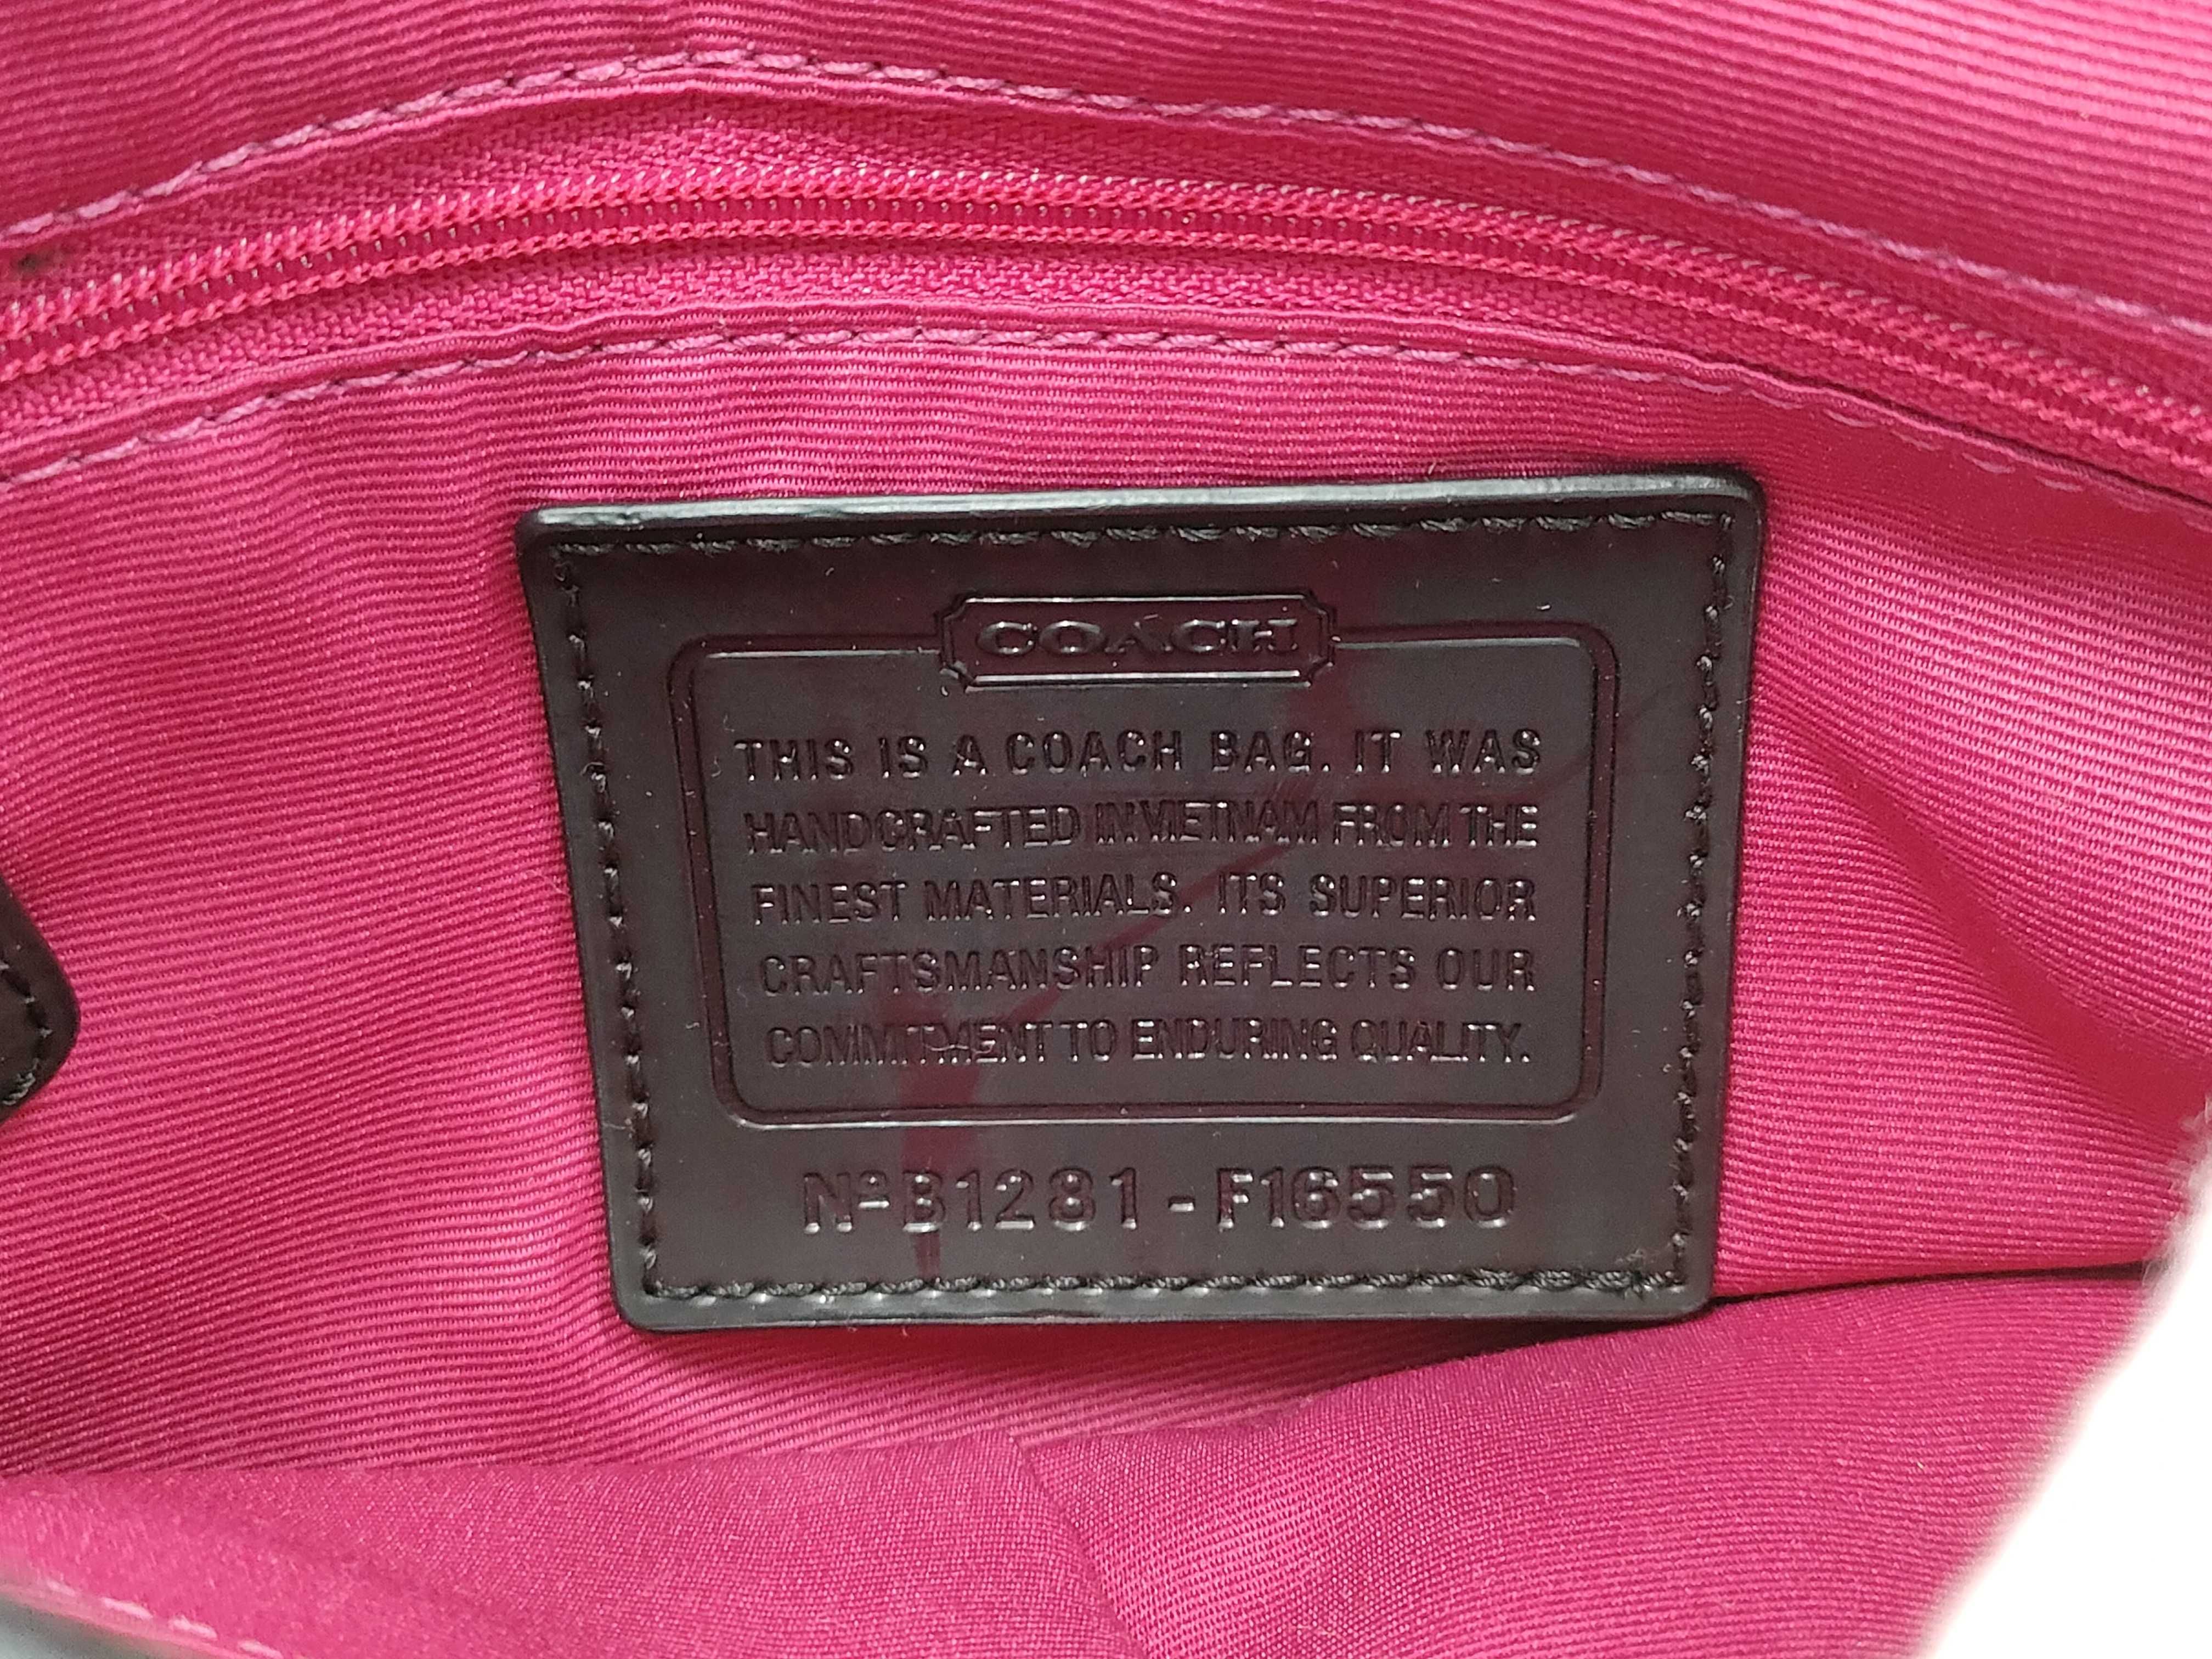 COACH
THIS IS A COACH BAG. IT WAS
HANDCRAFTED IN VIETNAM FROM THE
FINEST MATERIALS. ITS SUPERIOR
CRAFTSMANSHIP REFLECTS OUR
COMMITMENT TO ENDURING QUALITY.
Nº B1281 - F16550